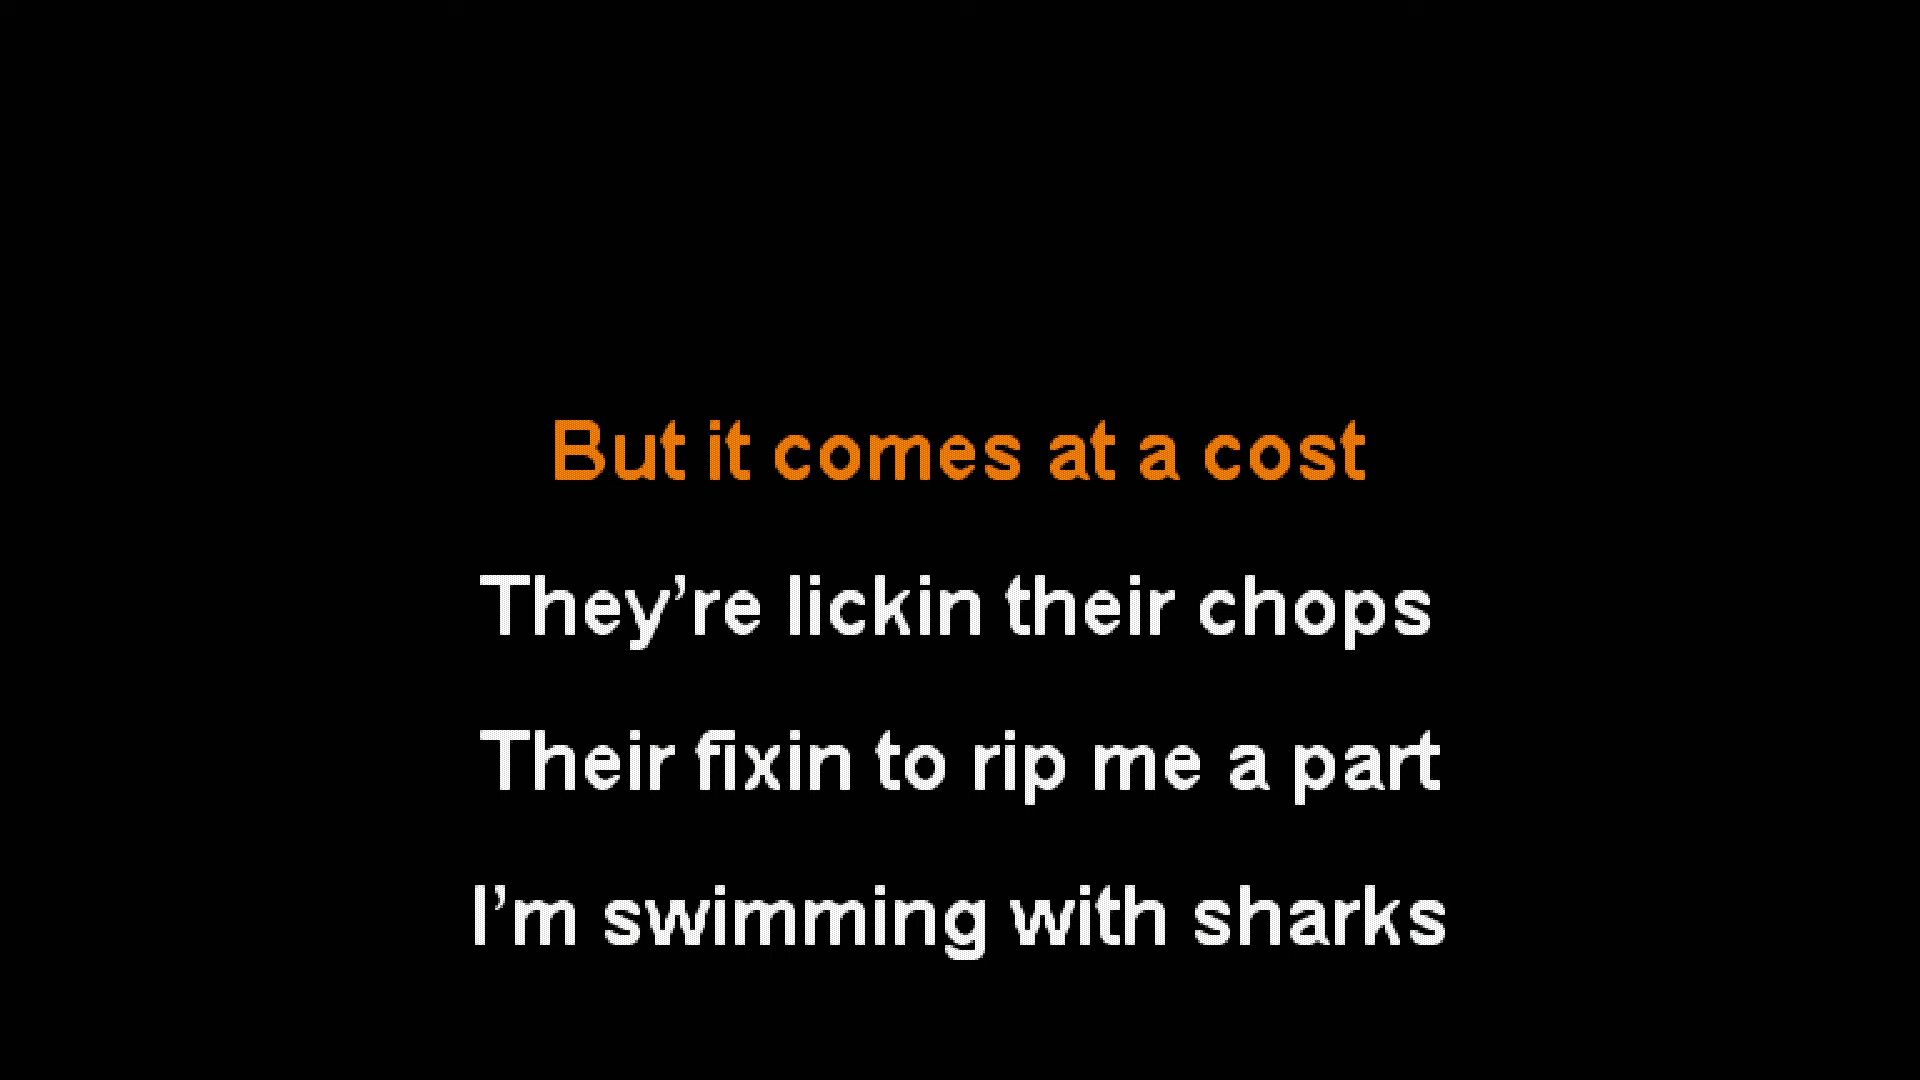 But it comes at a cost
They’re lickin their chops
Their fixin to rip me a part
I’m swimming with sharks